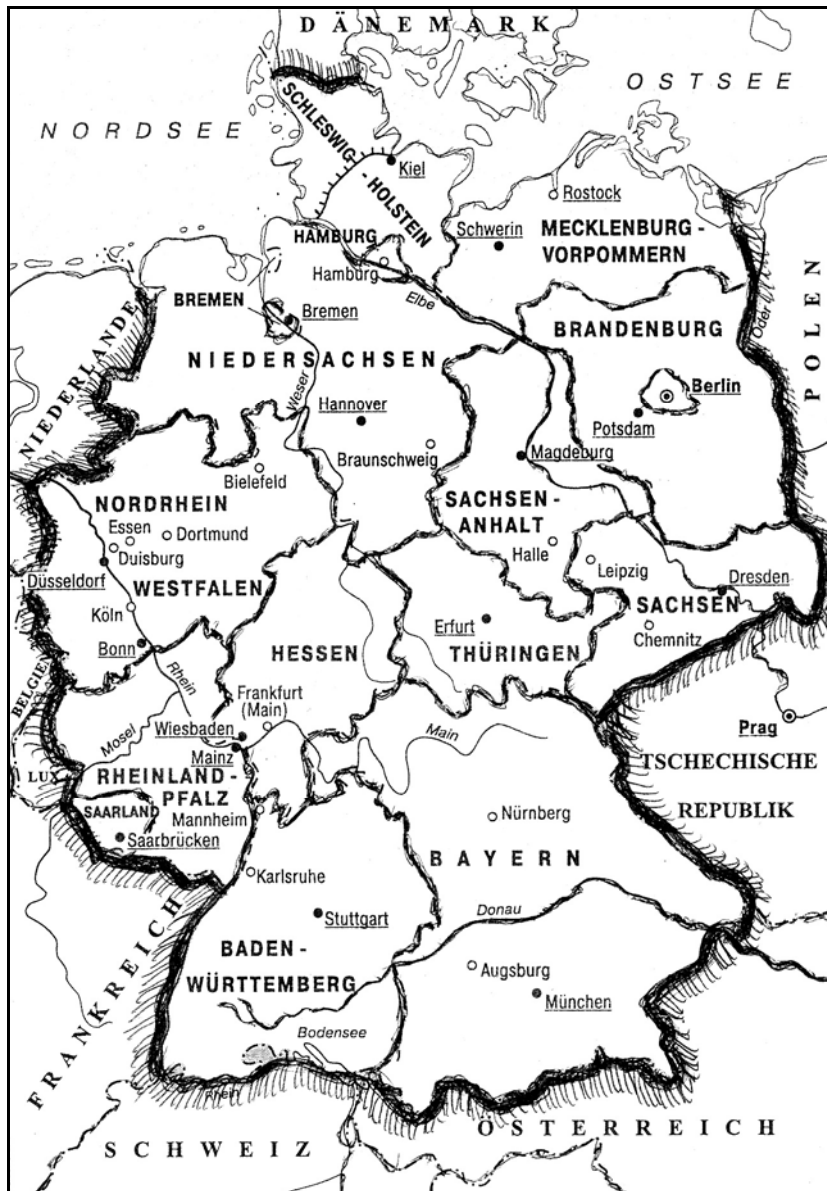 DÄNEMARK
OSTSEE
NORDSEE
SCHLESWIG
-HOLSTEIN
Kiel
Rostock
HAMBURG
Schwerin
MECKLENBURG-
VORPOMMERN
Hamburg
Elbe
BREMEN
Bremen
NIEDERLANDE
BRANDENBURG
Oder
POLEN
NIEDERSACHSEN
Weser
Hannover
Berlin
Potsdam
Braunschweig
Magdeburg
Bielefeld
NORDRHEIN
SACHSEN-
ANHALT
Essen
Dortmund
Duisburg
Halle
Leipzig
Düsseldorf
WESTFALEN
Dresden
SACHSEN
Köln
Erfurt
Chemnitz
Bonn
HESSEN
THÜRINGEN
BELGIEN
Rhein
Frankfurt
(Main)
Mosel
Wiesbaden
Main
Prag
Mainz
LUX
RHEINLAND-
PFALZ
TSCHECHISCHE
REPUBLIK
SAARLAND
Mannheim
Nürnberg
Saarbrücken
BAYERN
Karlsruhe
FRANKREICH
Stuttgart
Donau
BADEN-
WÜRTTEMBERG
Augsburg
München
Bodensee
Rhein
SCHWEIZ
ÖSTERREICH